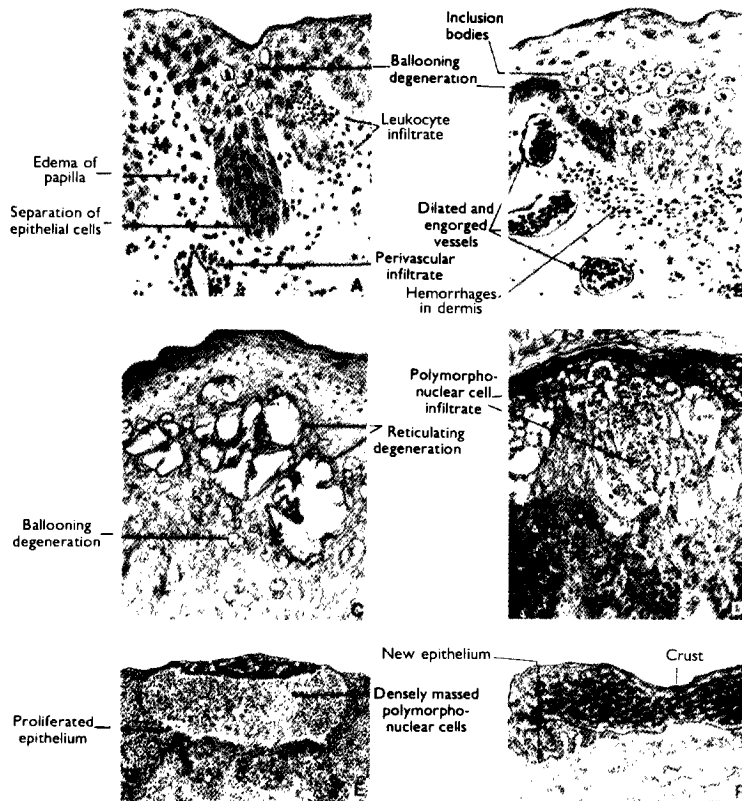 Inclusion
bodies
Ballooning
degeneration
Leukocyte
infiltrate
Edema of
papilla
Separation of
epithelial cells
Dilated and
engorged
vessels
Perivascular
infiltrate
A
Hemorrhages
in dermis
Polymorpho-
nuclear cell
infiltrate
Reticulating
degeneration
Ballooning
degeneration
C
New epithelium
Crust
Densely massed
polymorpho-
nuclear cells
Proliferated
epithelium
E
F